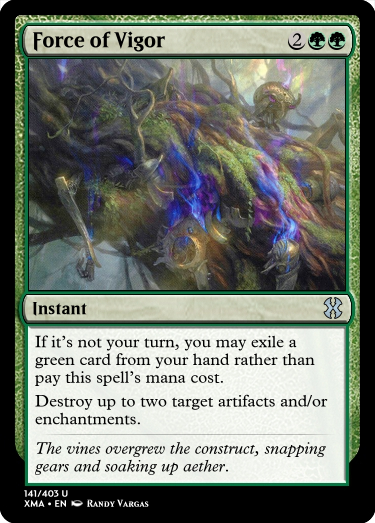 Force of Vigor 2
Instant
If it's not your turn, you may exile a
green card from your hand rather than
pay this spell's mana cost.
Destroy up to two target artifacts and/or
enchantments.
The vines overgrew the construct, snapping
gears and soaking up aether.
141/403 U
XMA • EN Randy Vargas